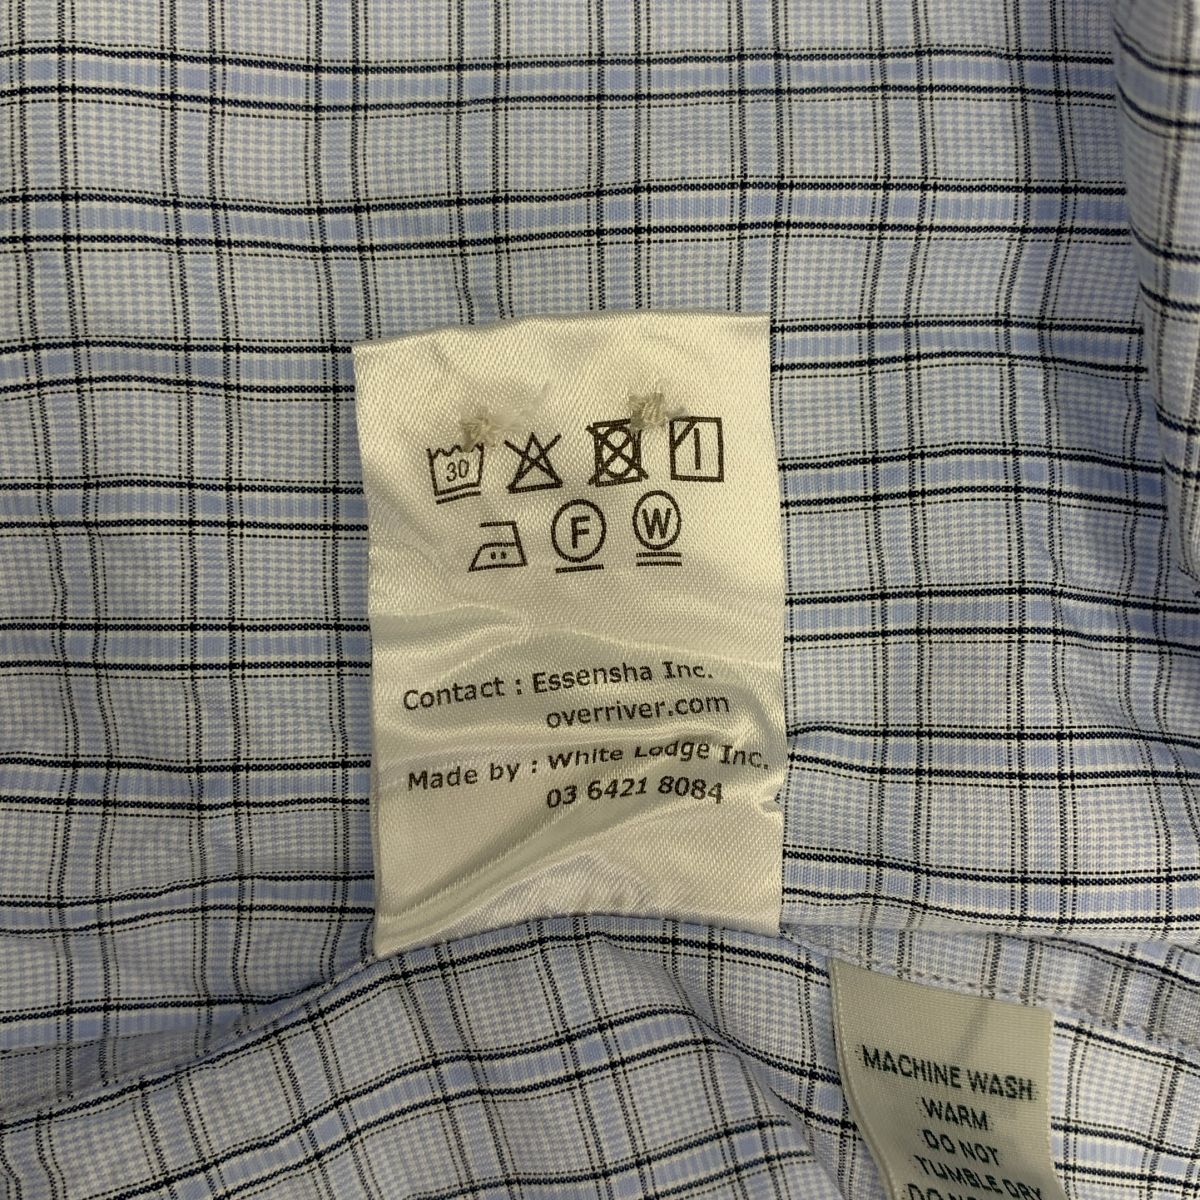 30
F W
Contact : Essensha Inc.
overriver.com
Made by : White Lodge Inc.
03 6421 8084
MACHINE WASH
WARM
DO NOT
TUMBLE DRY